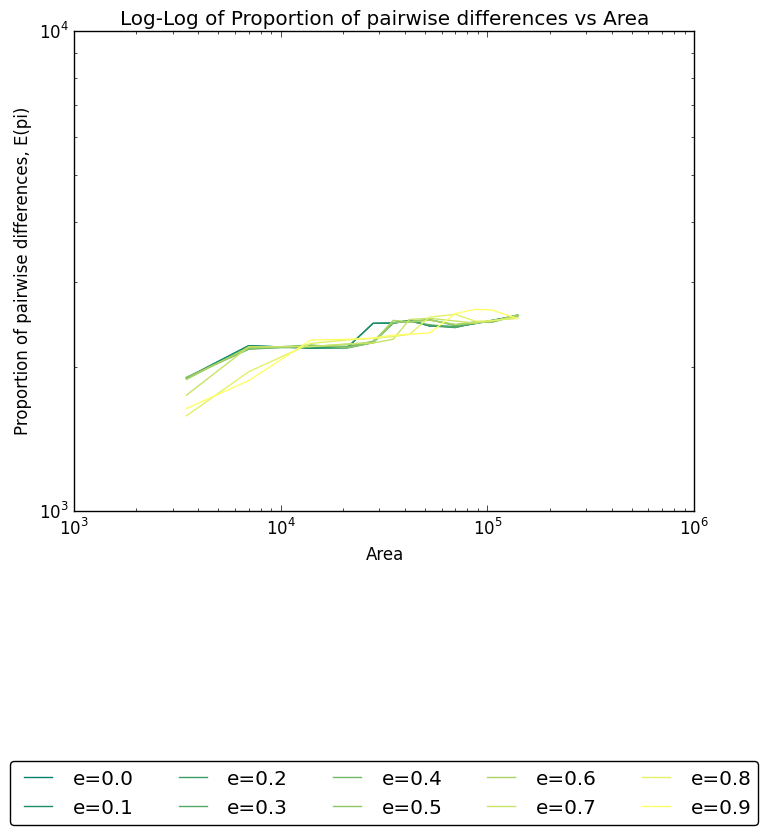 Log-Log of Proportion of pairwise differences vs Area
10^4
Proportion of pairwise differences, E(pi)
10^3
10^3 10^4 10^5 10^6
Area
e=0.0 e=0.2 e=0.4 e=0.6 e=0.8
e=0.1 e=0.3 e=0.5 e=0.7 e=0.9